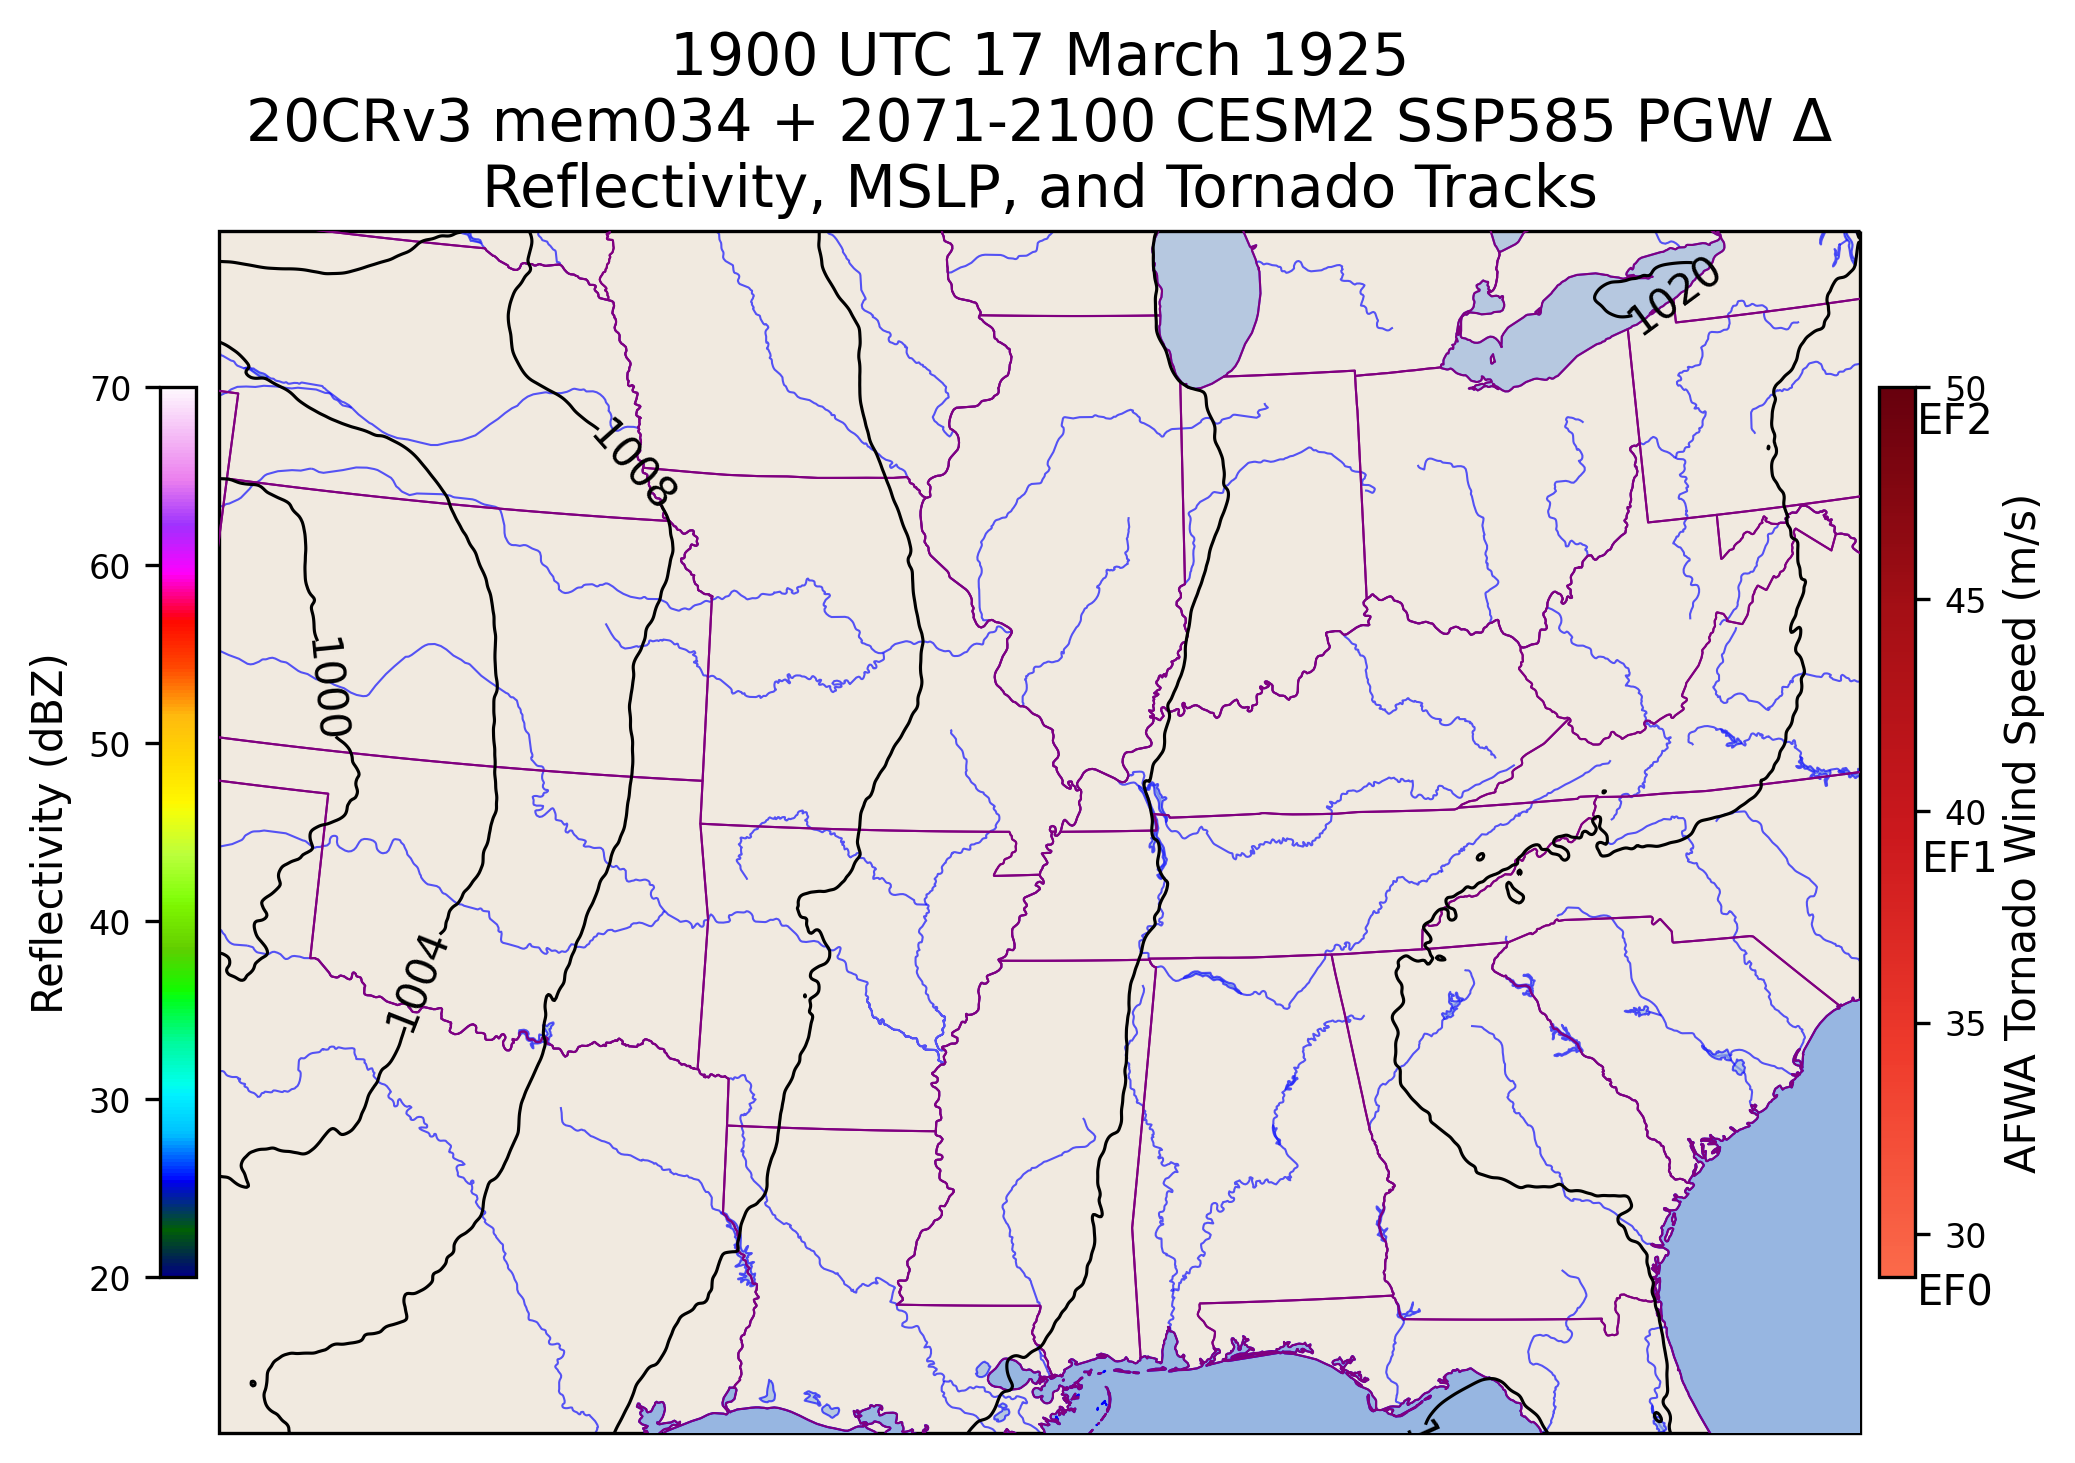 1900 UTC 17 March 1925
20CRv3 mem034 + 2071-2100 CESM2 SSP585 PGW Δ
Reflectivity, MSLP, and Tornado Tracks
Reflectivity (dBZ)
70
60
50
40
30
20
1020
1008
1000
1004
50
EF2
45
40
EF1
35
30
EF0
AFWA Tornado Wind Speed (m/s)